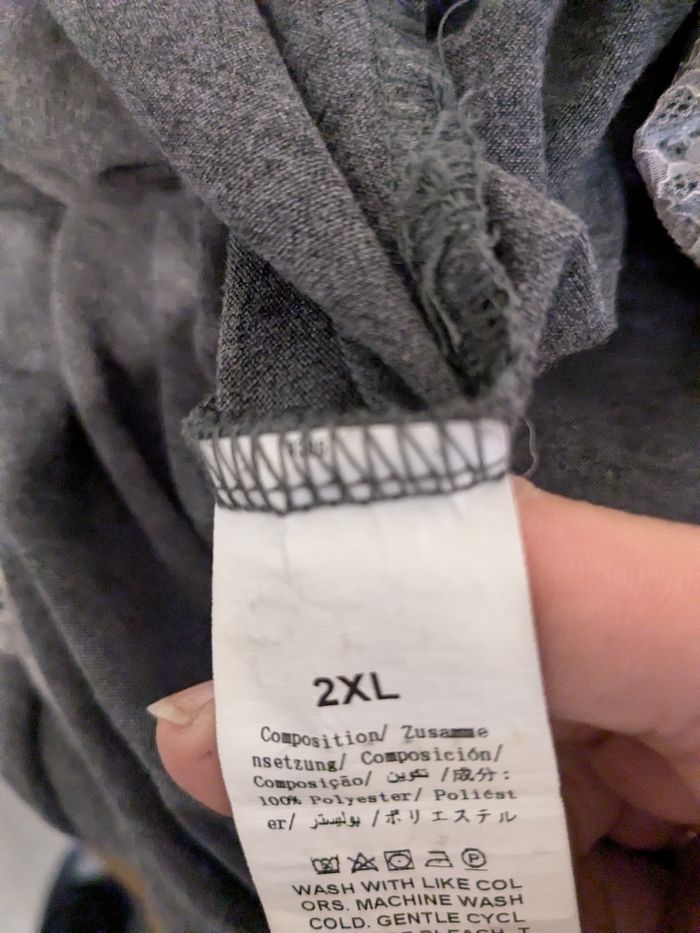 2XL
Composition/ Zusamme
nsetzung/ Composición/
Composição/ تكوين /成分:
100% Polyester/ Poliést
er/ بوليستر /ポリエステル
WASH WITH LIKE COL
ORS. MACHINE WASH
COLD. GENTLE CYCL
BLEACH. T